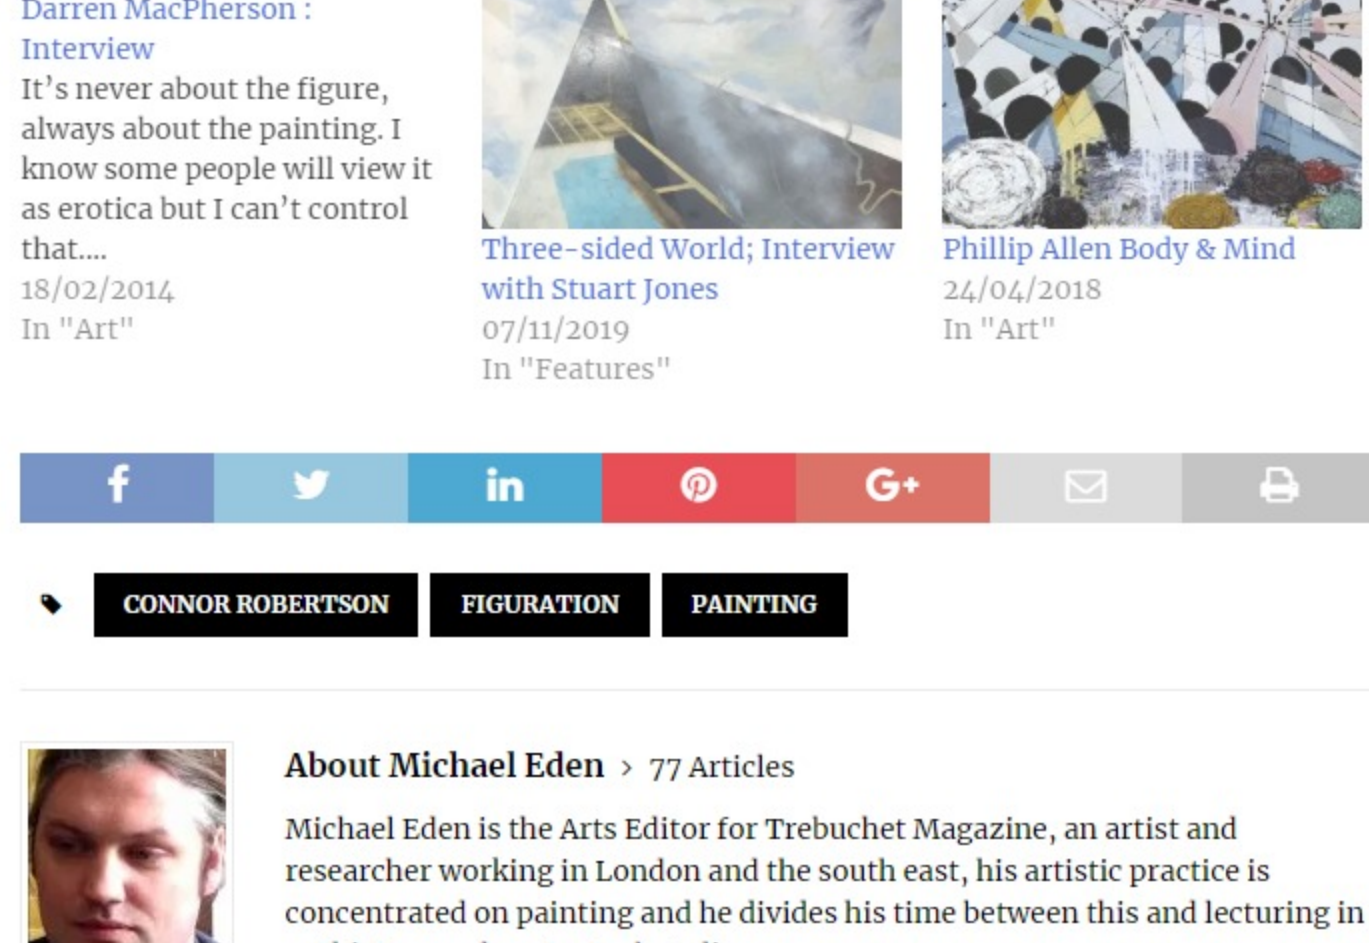 Darren MacPherson :
Interview
It’s never about the figure,
always about the painting. I
know some people will view it
as erotica but I can’t control
that....
18/02/2014
In "Art"
Three-sided World; Interview
with Stuart Jones
07/11/2019
In "Features"
Phillip Allen Body & Mind
24/04/2018
In "Art"
f
in
G+
CONNOR ROBERTSON
FIGURATION
PAINTING
About Michael Eden › 77 Articles
Michael Eden is the Arts Editor for Trebuchet Magazine, an artist and
researcher working in London and the south east, his artistic practice is
concentrated on painting and he divides his time between this and lecturing in